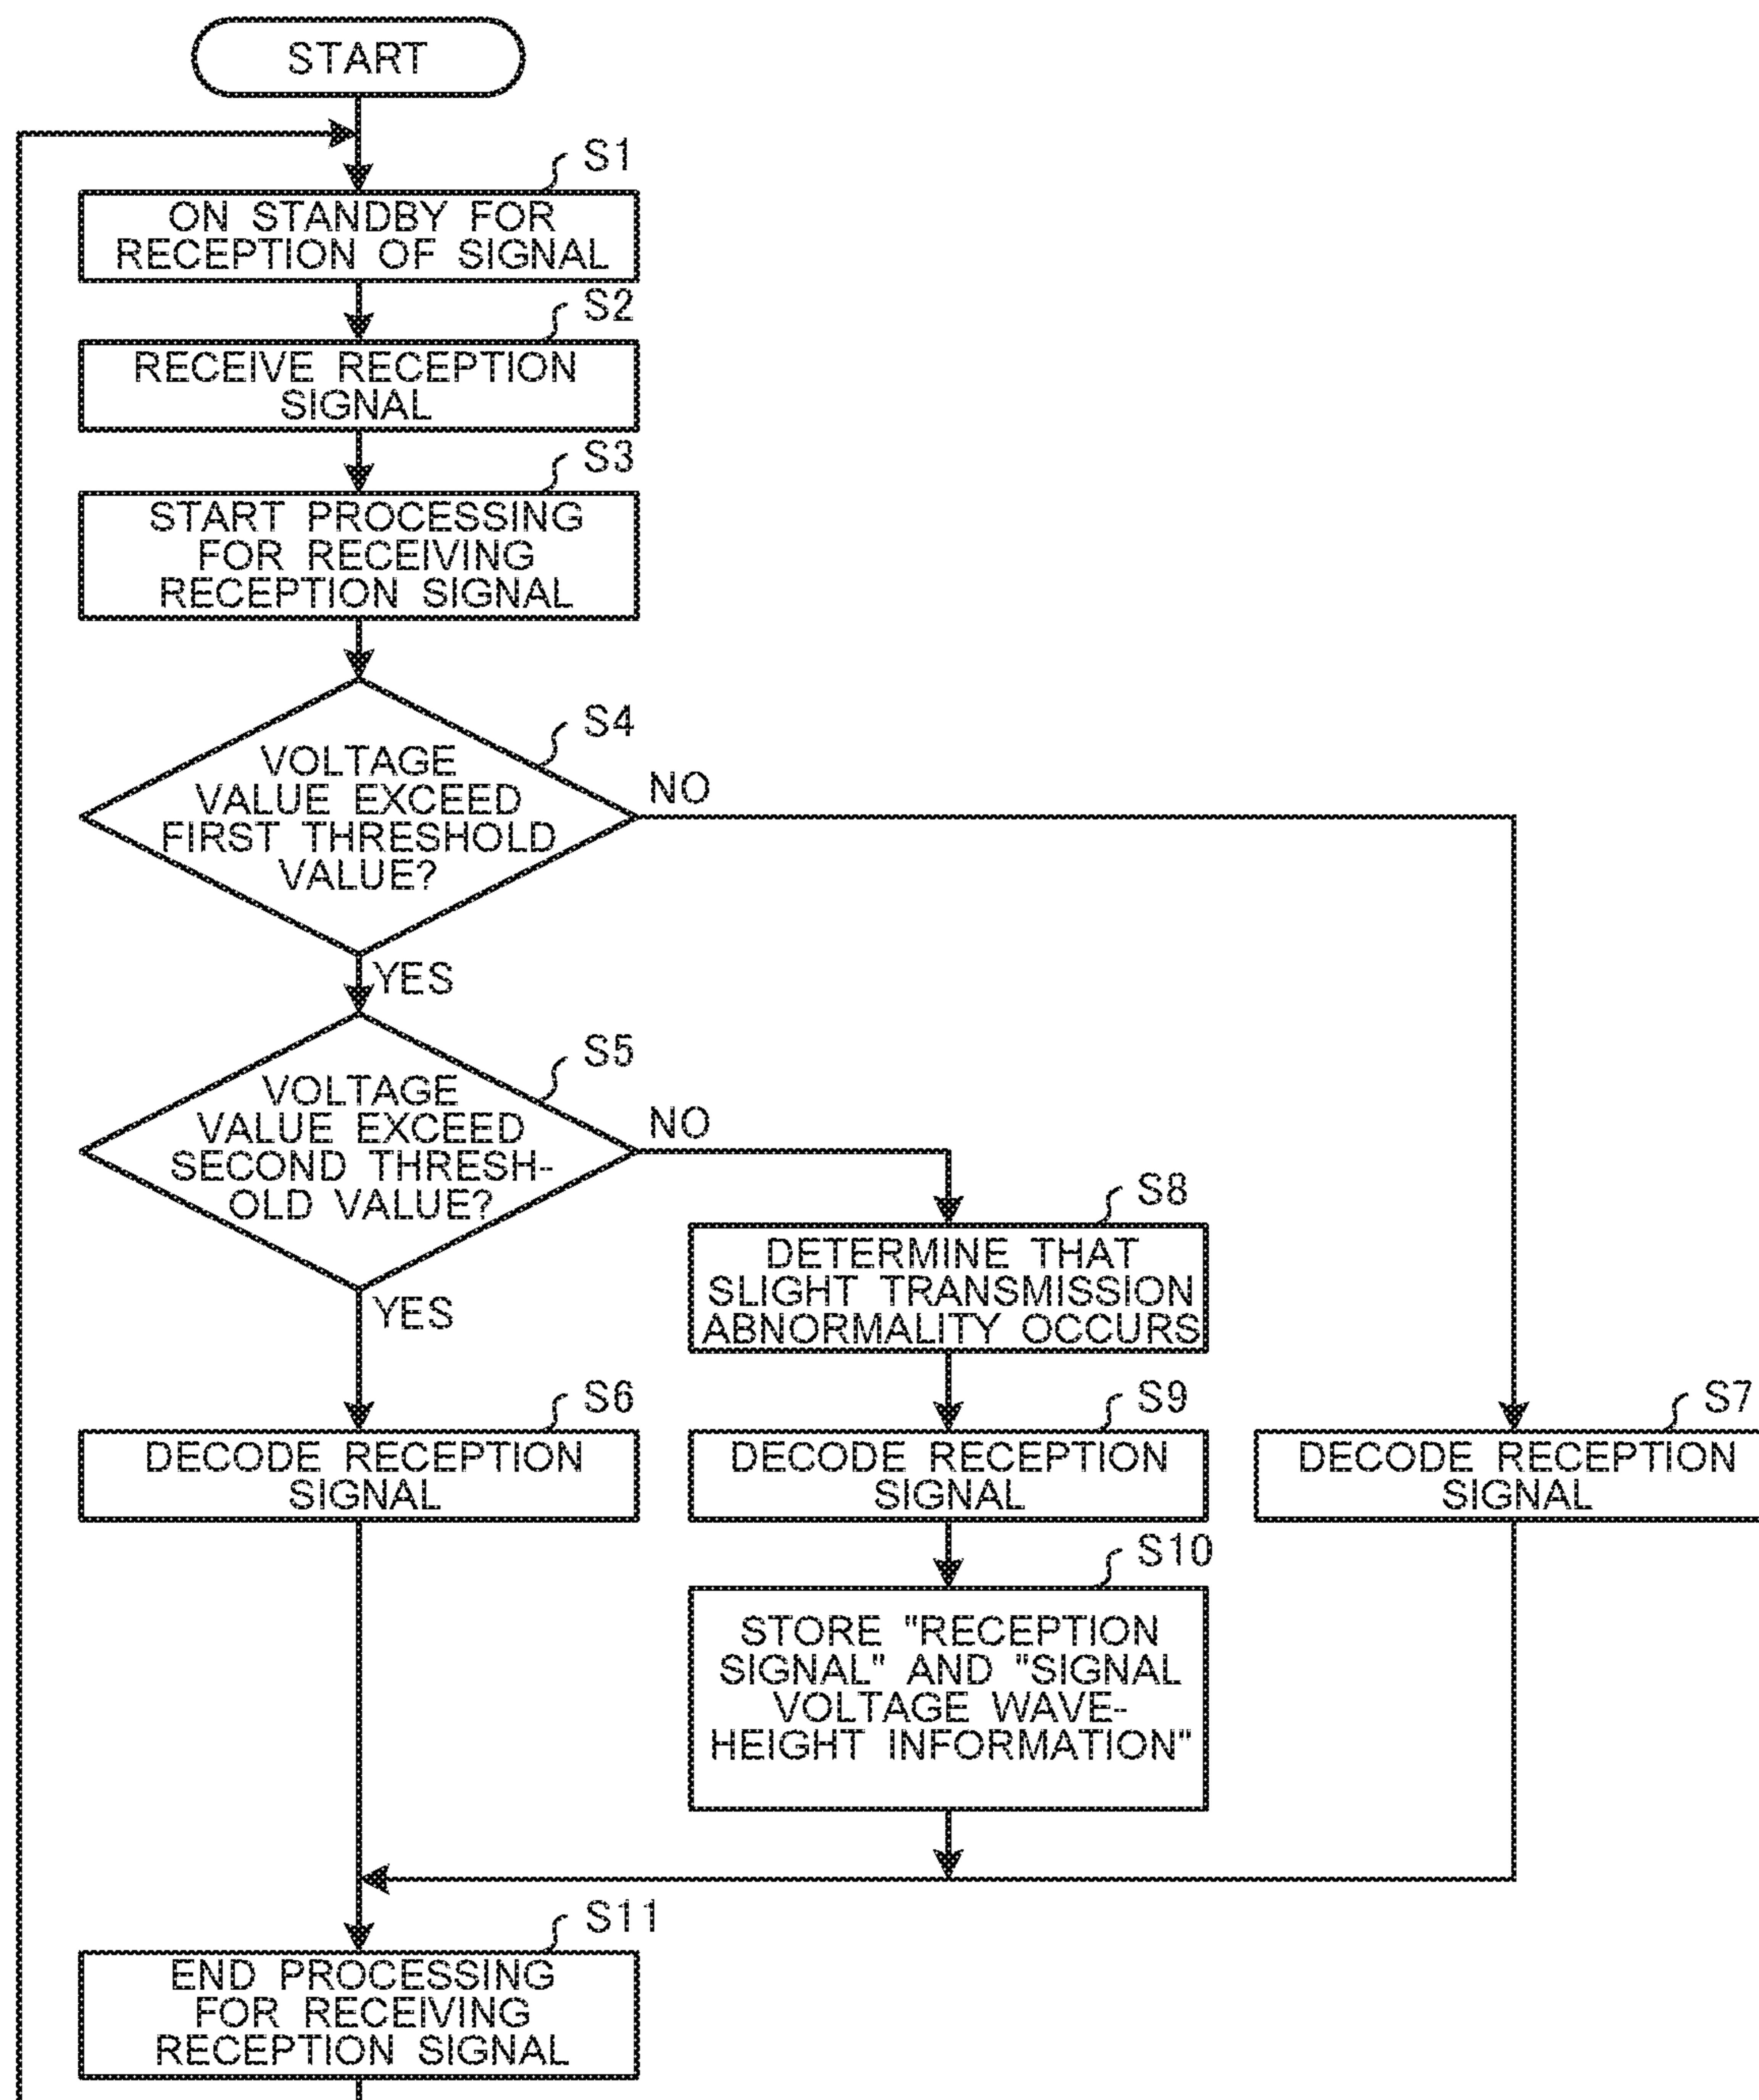 START
S1
ON STANDBY FOR
RECEPTION OF SIGNAL
S2
RECEIVE RECEPTION
SIGNAL
S3
START PROCESSING
FOR RECEIVING
RECEPTION SIGNAL
S4
VOLTAGE
VALUE EXCEED
FIRST THRESHOLD
VALUE?
NO
YES
S5
VOLTAGE
VALUE EXCEED
SECOND THRESH-
OLD VALUE?
NO
YES
S8
DETERMINE THAT
SLIGHT TRANSMISSION
ABNORMALITY OCCURS
S6
DECODE RECEPTION
SIGNAL
S9
DECODE RECEPTION
SIGNAL
S7
DECODE RECEPTION
SIGNAL
S10
STORE "RECEPTION
SIGNAL" AND "SIGNAL
VOLTAGE WAVE-
HEIGHT INFORMATION"
S11
END PROCESSING
FOR RECEIVING
RECEPTION SIGNAL